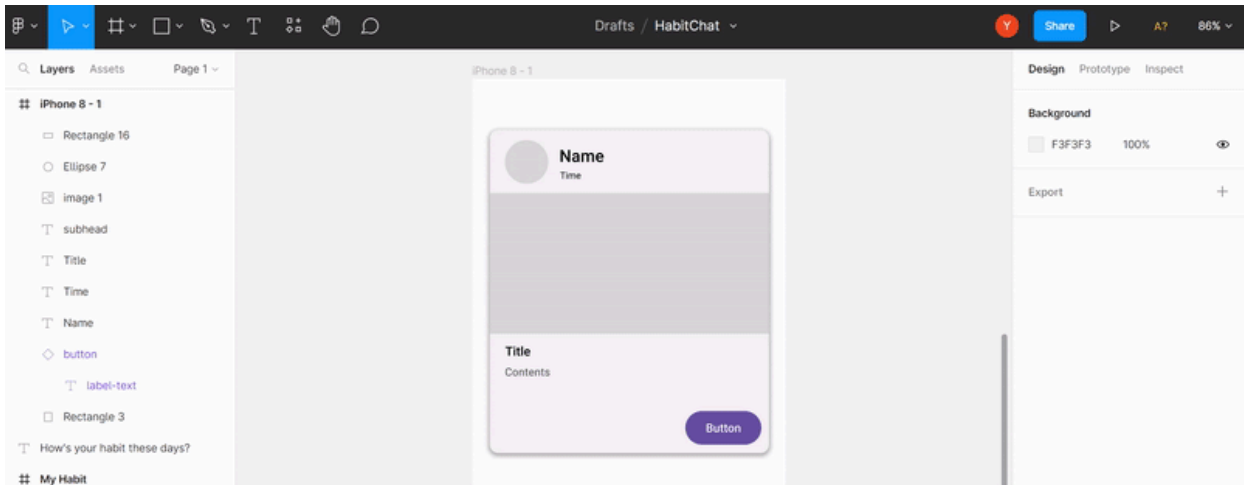 Drafts / HabitChat
Y
Share
A?
86%
Layers Assets Page 1
iPhone 8 - 1
Rectangle 16
Ellipse 7
image 1
subhead
Title
Time
Name
button
label-text
Rectangle 3
How's your habit these days?
My Habit
iPhone 8 - 1
Name
Time
Title
Contents
Button
Design Prototype Inspect
Background
F3F3F3 100%
Export